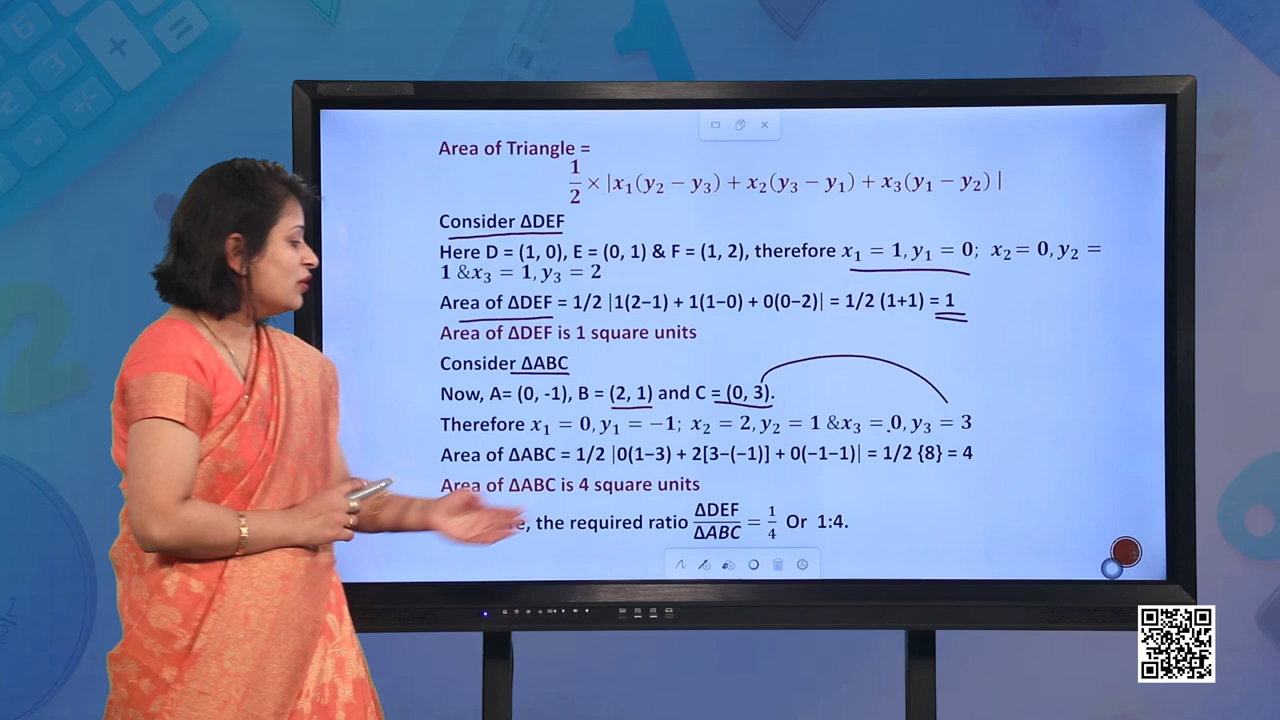 Area of Triangle =
1/2 × |x₁(y₂ − y₃) + x₂(y₃ − y₁) + x₃(y₁ − y₂) |
Consider ΔDEF
Here D = (1, 0), E = (0, 1) & F = (1, 2), therefore x₁ = 1, y₁ = 0; x₂= 0, y₂ =
1 &x₃ = 1, y₃ = 2
Area of ΔDEF = 1/2 |1(2−1) + 1(1−0) + 0(0−2)| = 1/2 (1+1) = 1
Area of ΔDEF is 1 square units
Consider ΔABC
Now, A= (0, -1), B = (2, 1) and C = (0, 3).
Therefore x₁ = 0, y₁ = −1; x₂ = 2, y₂ = 1 &x₃ = 0, y₃ = 3
Area of ΔABC = 1/2 |0(1−3) + 2[3−(−1)] + 0(−1−1)| = 1/2 {8} = 4
Area of ΔABC is 4 square units
e, the required ratio ΔDEF/ΔABC = 1/4 Or 1:4.